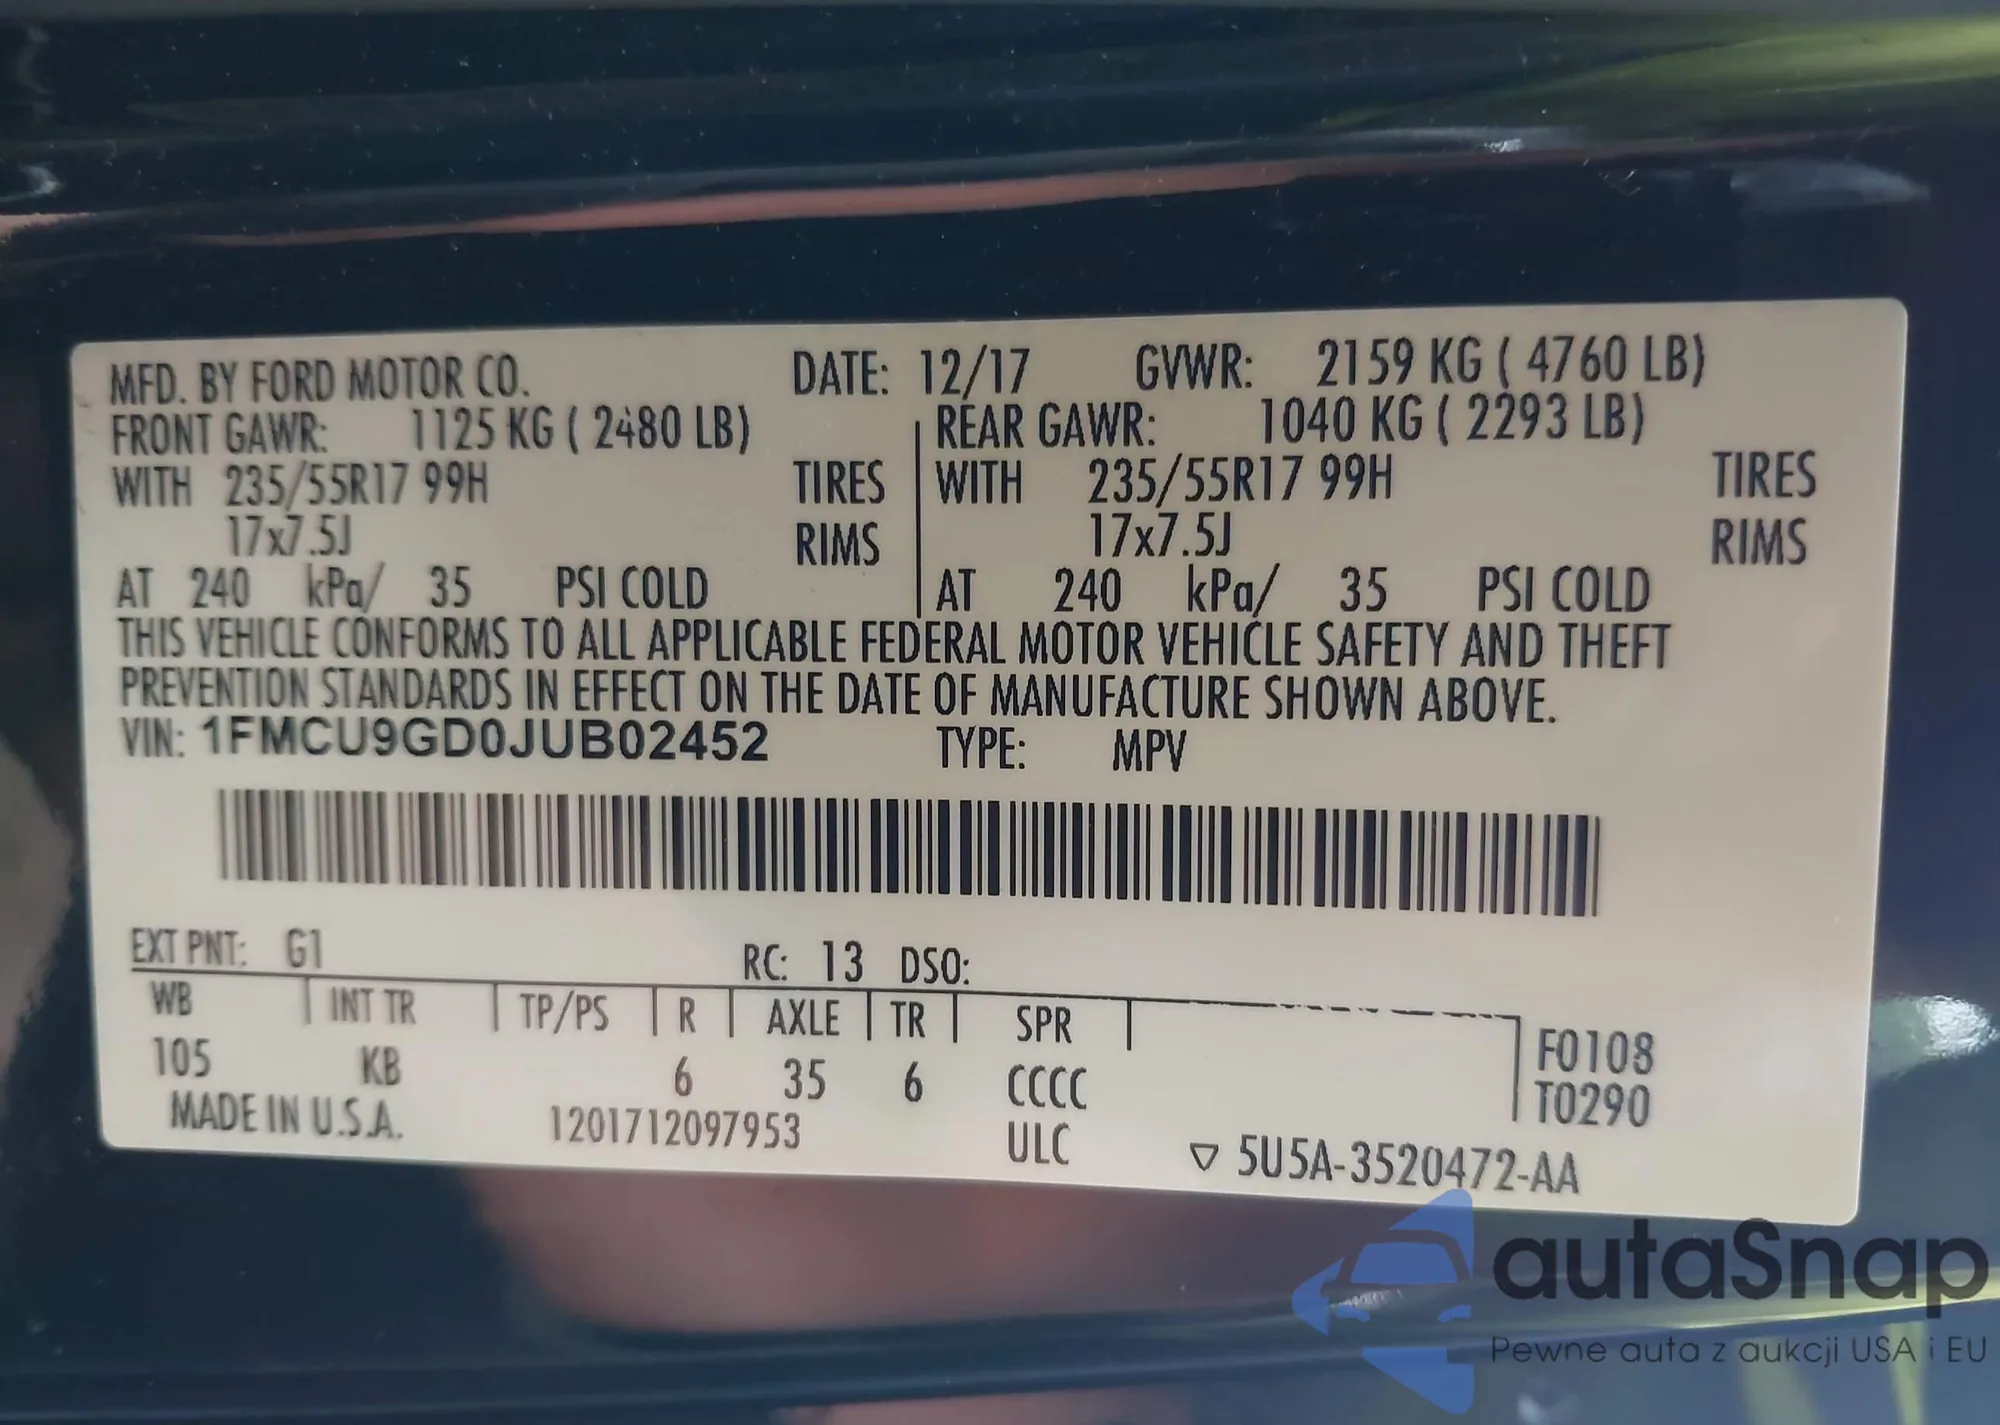 MFD. BY FORD MOTOR CO. DATE: 12/17 GVWR: 2159 KG ( 4760 LB)
FRONT GAWR: 1125 KG ( 2480 LB) REAR GAWR: 1040 KG ( 2293 LB)
WITH 235/55R17 99H TIRES WITH 235/55R17 99H TIRES
17x7.5J RIMS 17x7.5J RIMS
AT 240 kPa/ 35 PSI COLD AT 240 kPa/ 35 PSI COLD
THIS VEHICLE CONFORMS TO ALL APPLICABLE FEDERAL MOTOR VEHICLE SAFETY AND THEFT
PREVENTION STANDARDS IN EFFECT ON THE DATE OF MANUFACTURE SHOWN ABOVE.
VIN: 1FMCU9GD0JUB02452 TYPE: MPV
EXT PNT: G1 RC: 13 DSO:
WB INT TR TP/PS R AXLE TR SPR F0108
105 KB 6 35 6 CCCC T0290
MADE IN U.S.A. 1201712097953 ULC ▽ 5U5A-3520472-AA
autaSnap
Pewne auta z aukcji USA i EU